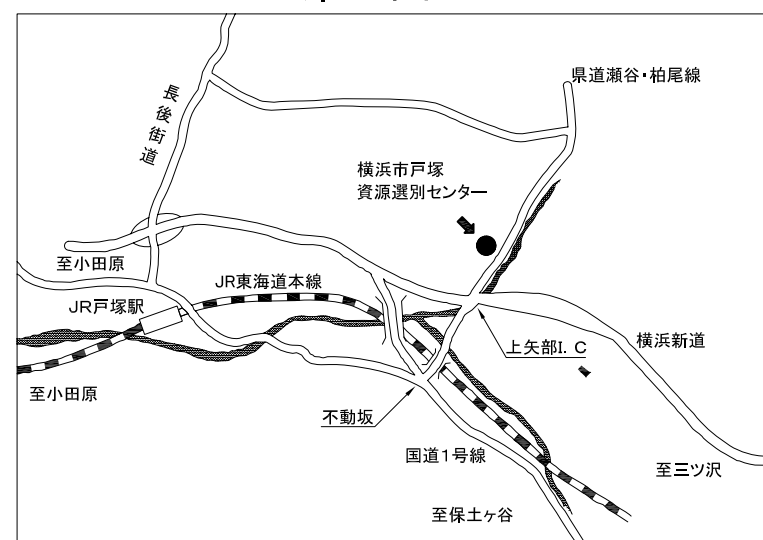 県道瀬谷・柏尾線
長後街道
横浜市戸塚
資源選別センター
至小田原
JR東海道本線
JR戸塚駅
上矢部I．C
横浜新道
至小田原
不動坂
国道１号線
至三ツ沢
至保土ヶ谷